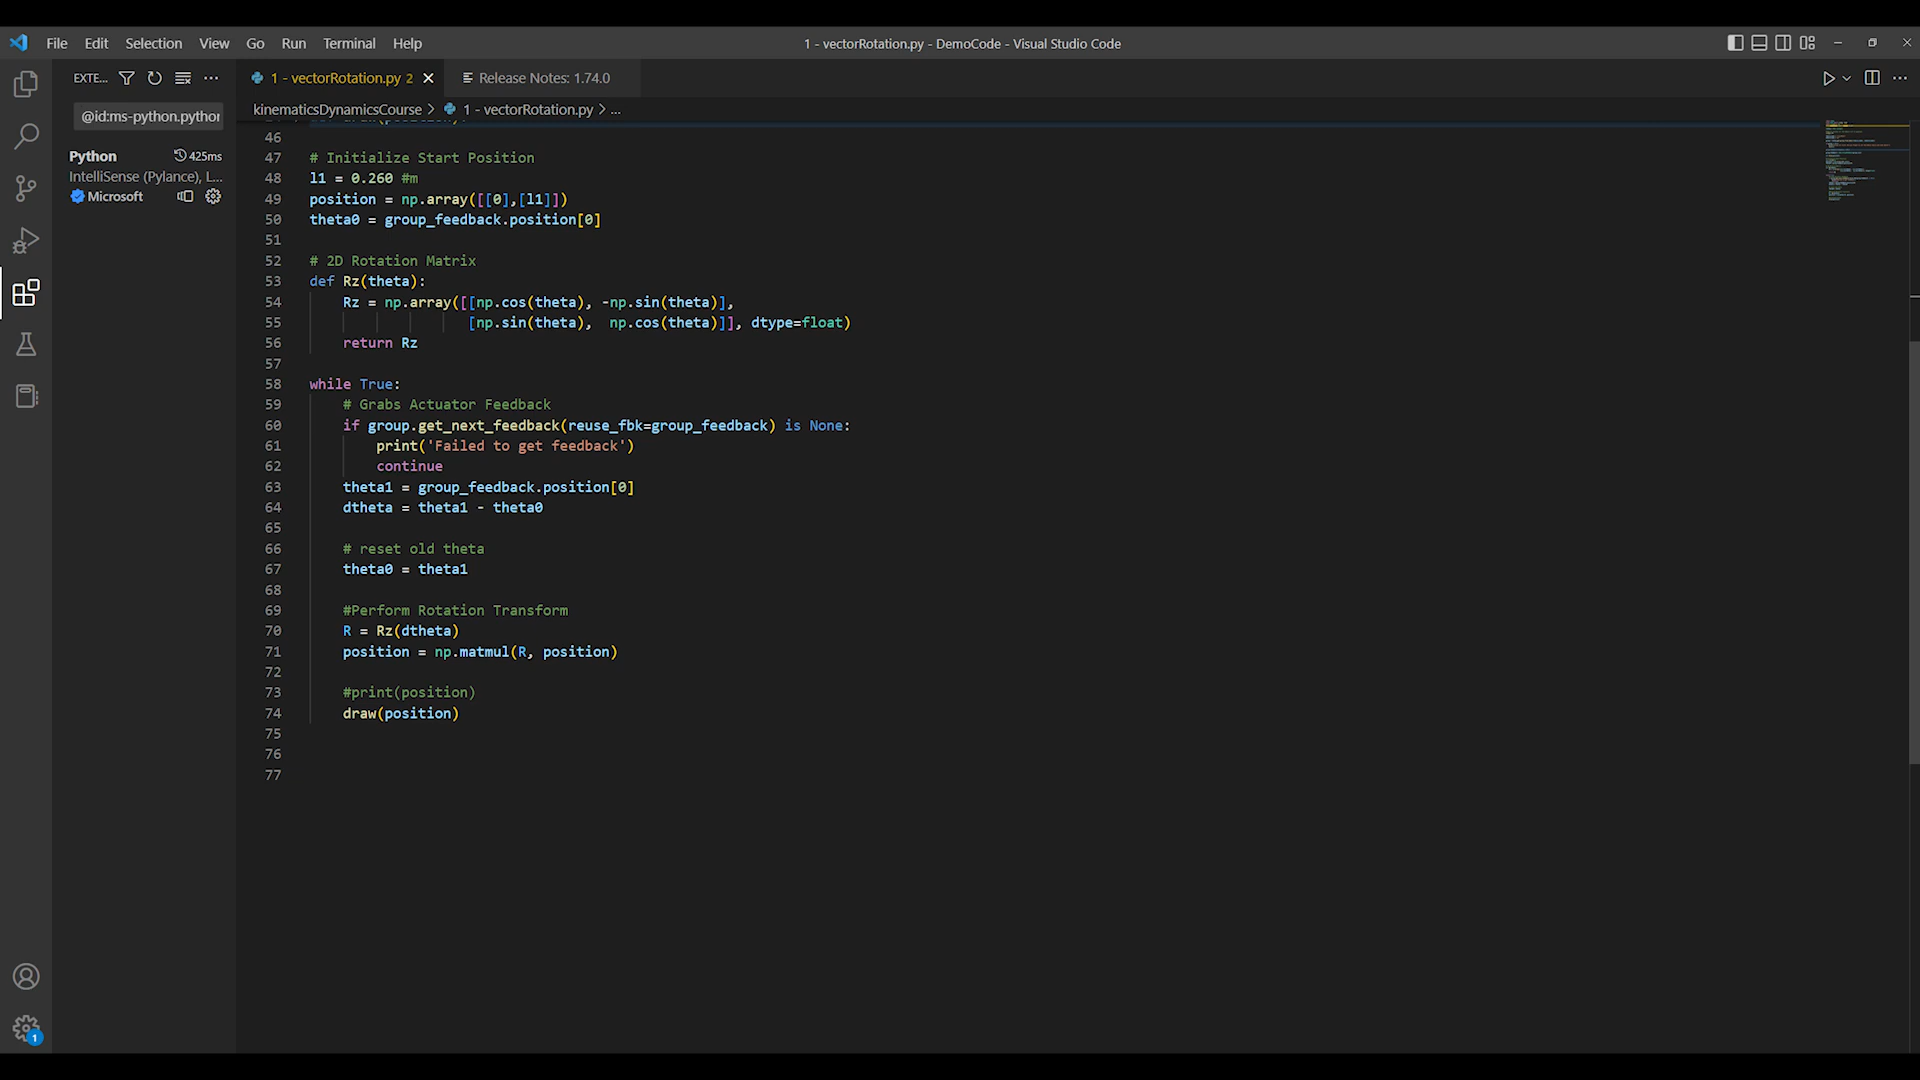 File Edit Selection View Go Run Terminal Help
1 - vectorRotation.py - DemoCode - Visual Studio Code
EXTE...
1 - vectorRotation.py 2
Release Notes: 1.74.0
kinematicsDynamicsCourse > 1 - vectorRotation.py > ...
@id:ms-python.python
Python 425ms
IntelliSense (Pylance), L...
Microsoft
46
47 # Initialize Start Position
48 l1 = 0.260 #m
49 position = np.array([[0],[l1]])
50 theta0 = group_feedback.position[0]
51
52 # 2D Rotation Matrix
53 def Rz(theta):
54 Rz = np.array([[np.cos(theta), -np.sin(theta)],
55 [np.sin(theta), np.cos(theta)]], dtype=float)
56 return Rz
57
58 while True:
59 # Grabs Actuator Feedback
60 if group.get_next_feedback(reuse_fbk=group_feedback) is None:
61 print('Failed to get feedback')
62 continue
63 theta1 = group_feedback.position[0]
64 dtheta = theta1 - theta0
65
66 # reset old theta
67 theta0 = theta1
68
69 #Perform Rotation Transform
70 R = Rz(dtheta)
71 position = np.matmul(R, position)
72
73 #print(position)
74 draw(position)
75
76
77
1